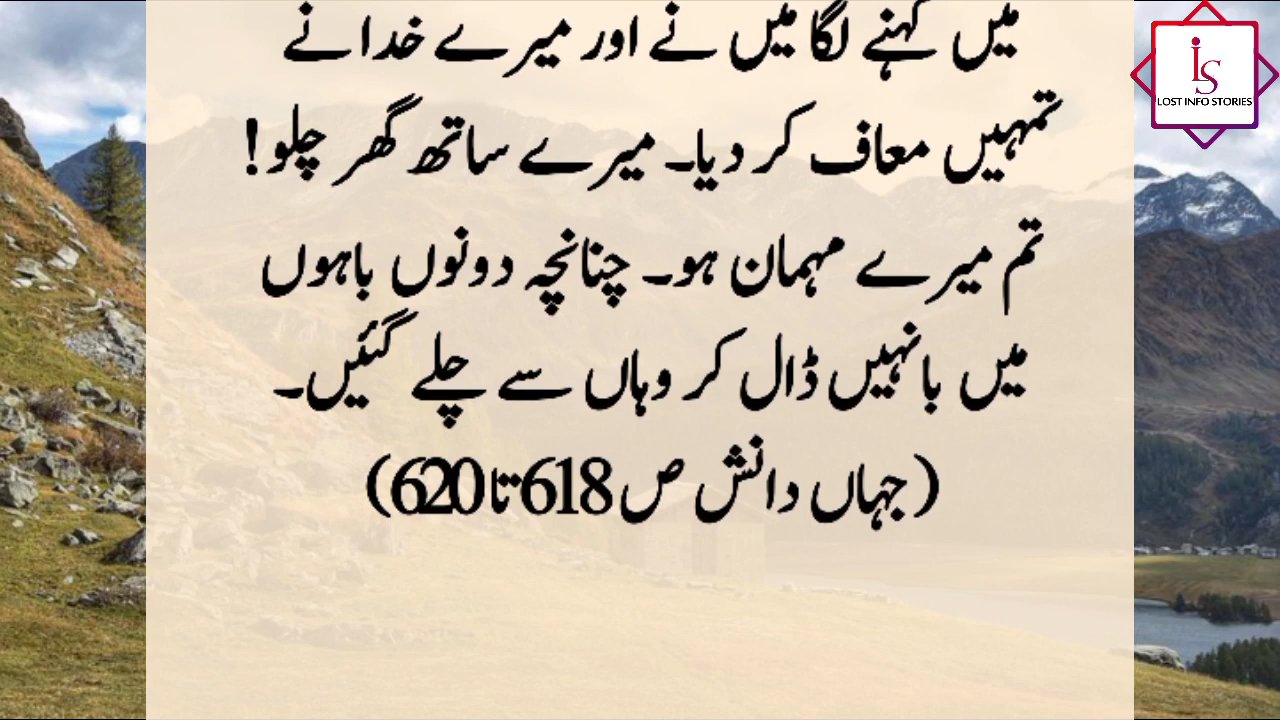 میں کہنے لگا میں نے اور میرے خدا نے
تمہیں معاف کر دیا۔ میرے ساتھ گھر چلو!
تم میرے مہمان ہو۔ چنانچہ دونوں باہوں
میں بانہیں ڈال کر وہاں سے چلے گئیں۔
(جہاں دانش ص 618 تا 620)
LS
LOST INFO STORIES